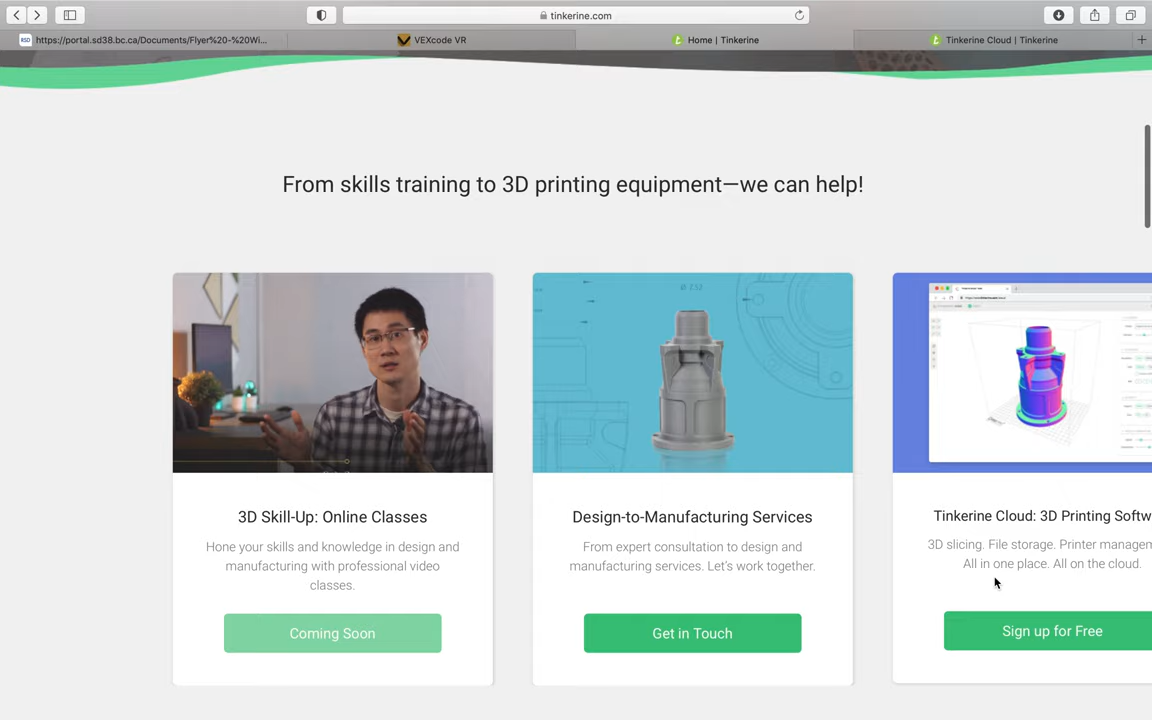 tinkerine.com
https://portal.sd38.bc.ca/Documents/Flyer%20-%20Wi...
VEXcode VR
Home | Tinkerine
Tinkerine Cloud | Tinkerine
From skills training to 3D printing equipment—we can help!
3D Skill-Up: Online Classes
Hone your skills and knowledge in design and
manufacturing with professional video
classes.
Coming Soon
Design-to-Manufacturing Services
From expert consultation to design and
manufacturing services. Let's work together.
Get in Touch
Tinkerine Cloud: 3D Printing Softw
3D slicing. File storage. Printer managem
All in one place. All on the cloud.
Sign up for Free